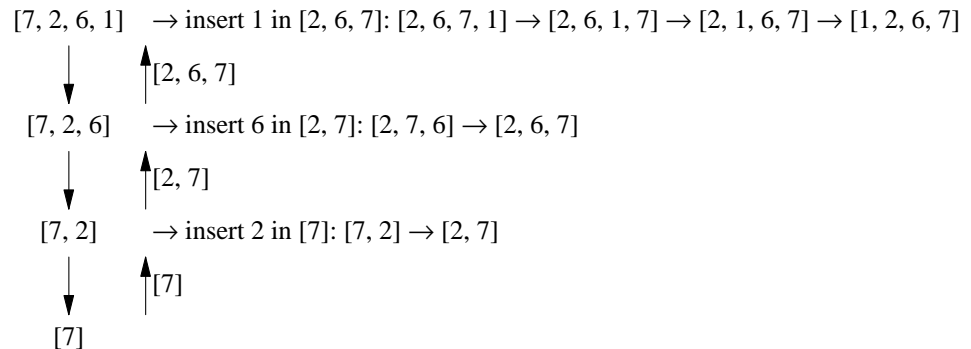 [7, 2, 6, 1] → insert 1 in [2, 6, 7]: [2, 6, 7, 1] → [2, 6, 1, 7] → [2, 1, 6, 7] → [1, 2, 6, 7]
[2, 6, 7]
[7, 2, 6] → insert 6 in [2, 7]: [2, 7, 6] → [2, 6, 7]
[2, 7]
[7, 2] → insert 2 in [7]: [7, 2] → [2, 7]
[7]
[7]